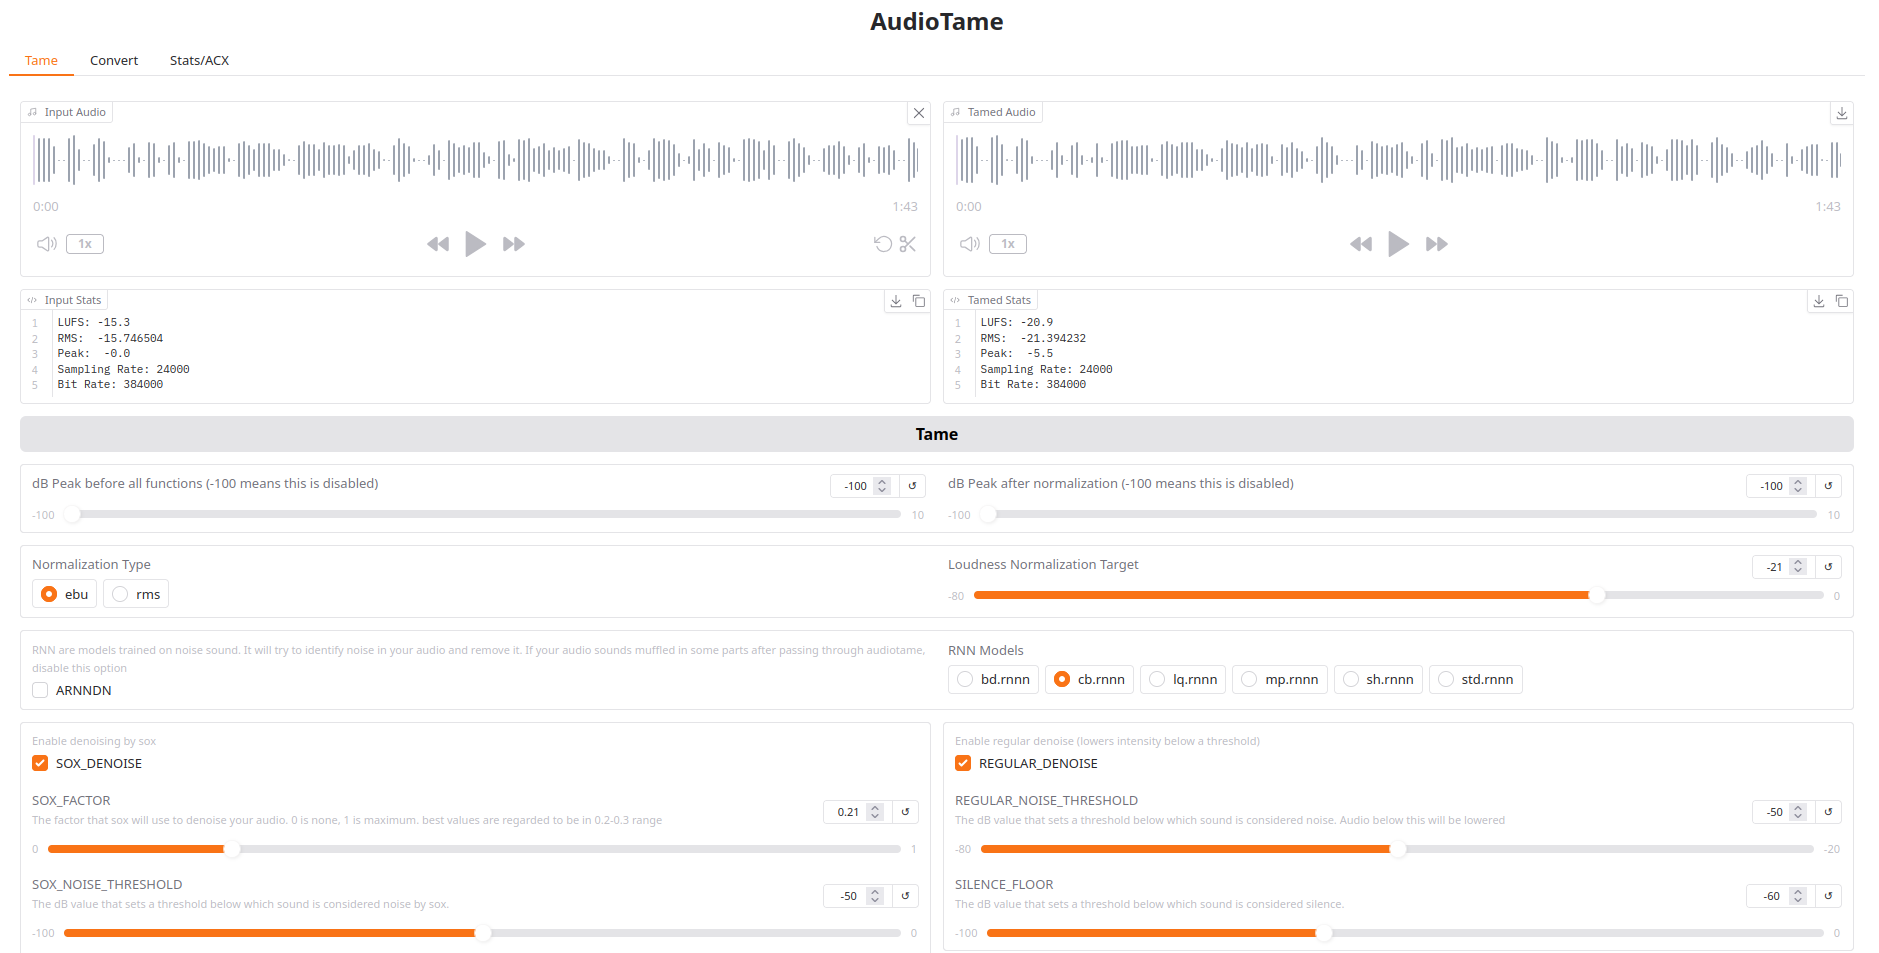 AudioTame
Tame Convert Stats/ACX
Input Audio
0:00 1:43
1x
Tamed Audio
0:00 1:43
1x
Input Stats
1 LUFS: -15.3
2 RMS: -15.746504
3 Peak: -0.0
4 Sampling Rate: 24000
5 Bit Rate: 384000
Tamed Stats
1 LUFS: -20.9
2 RMS: -21.394232
3 Peak: -5.5
4 Sampling Rate: 24000
5 Bit Rate: 384000
Tame
dB Peak before all functions (-100 means this is disabled) -100
-100 10
dB Peak after normalization (-100 means this is disabled) -100
-100 10
Normalization Type
ebu rms
Loudness Normalization Target -21
-80 0
RNN are models trained on noise sound. It will try to identify noise in your audio and remove it. If your audio sounds muffled in some parts after passing through audiotame,
disable this option
ARNNDN
RNN Models
bd.rnnn cb.rnnn lq.rnnn mp.rnnn sh.rnnn std.rnnn
Enable denoising by sox
SOX_DENOISE
SOX_FACTOR
The factor that sox will use to denoise your audio. 0 is none, 1 is maximum. best values are regarded to be in 0.2-0.3 range
0.21
0 1
SOX_NOISE_THRESHOLD
The dB value that sets a threshold below which sound is considered noise by sox.
-50
-100 0
Enable regular denoise (lowers intensity below a threshold)
REGULAR_DENOISE
REGULAR_NOISE_THRESHOLD
The dB value that sets a threshold below which sound is considered noise. Audio below this will be lowered
-50
-80 -20
SILENCE_FLOOR
The dB value that sets a threshold below which sound is considered silence.
-60
-100 0